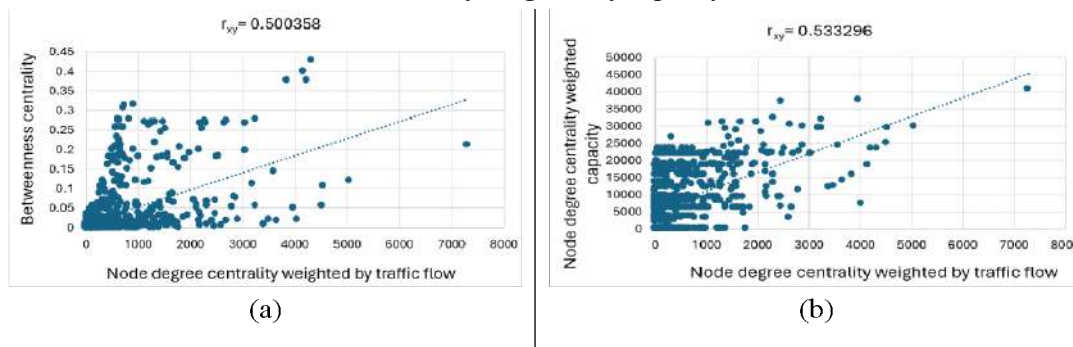 r_xy= 0.500358
Betweenness centrality
0.45
0.4
0.35
0.3
0.25
0.2
0.15
0.1
0.05
0
0 1000 2000 3000 4000 5000 6000 7000 8000
Node degree centrality weighted by traffic flow
(a)
r_xy= 0.533296
Node degree centrality weighted
capacity
50000
45000
40000
35000
30000
25000
20000
15000
10000
5000
0
0 1000 2000 3000 4000 5000 6000 7000 800
Node degree centrality weighted by traffic flow
(b)